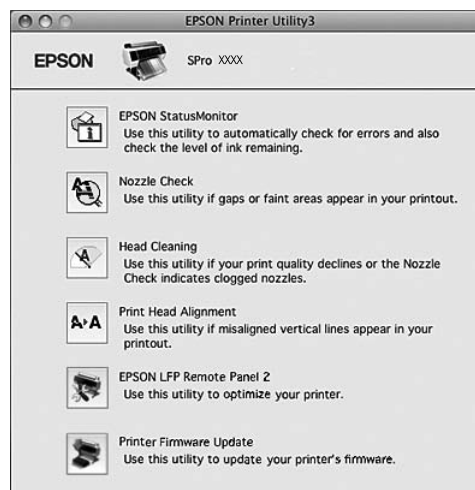 EPSON Printer Utility3
EPSON
SPro XXXX
EPSON StatusMonitor
Use this utility to automatically check for errors and also
check the level of ink remaining.
Nozzle Check
Use this utility if gaps or faint areas appear in your printout.
Head Cleaning
Use this utility if your print quality declines or the Nozzle
Check indicates clogged nozzles.
A▸A
Print Head Alignment
Use this utility if misaligned vertical lines appear in your
printout.
EPSON LFP Remote Panel 2
Use this utility to optimize your printer.
Printer Firmware Update
Use this utility to update your printer's firmware.